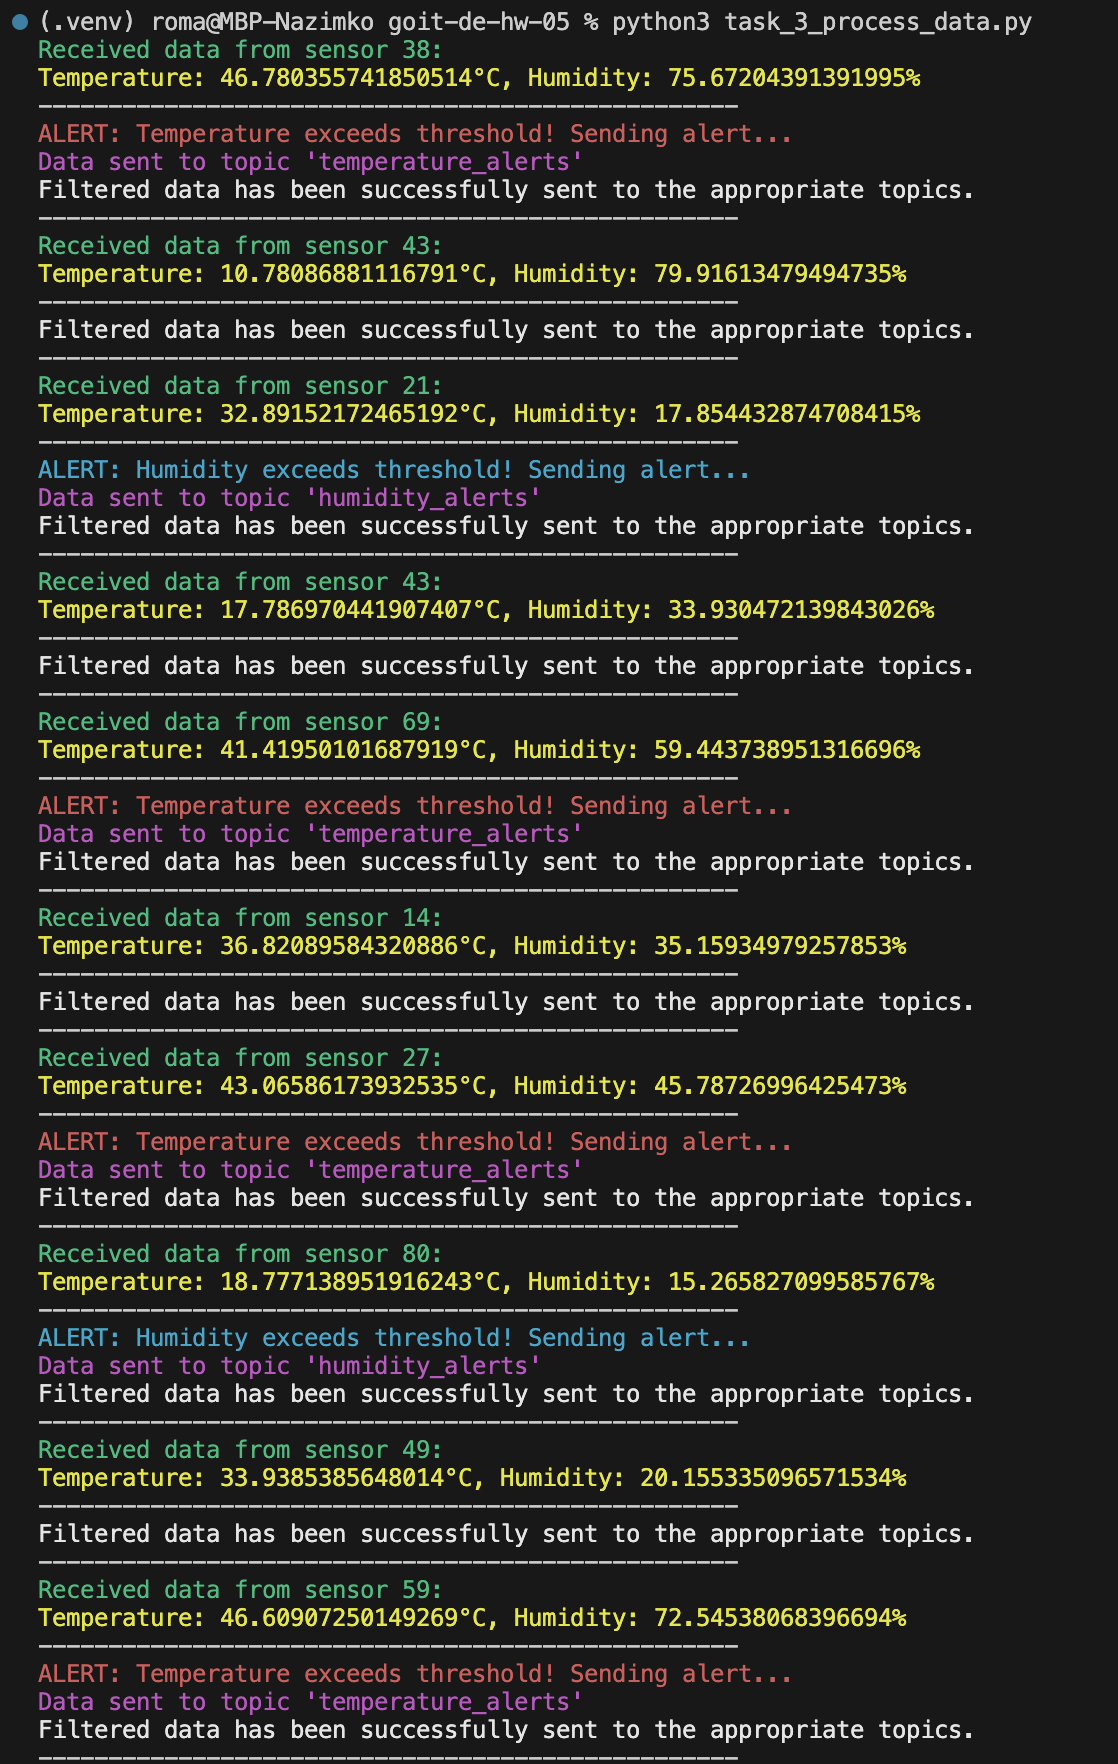 (.venv) roma@MBP-Nazimko goit-de-hw-05 % python3 task_3_process_data.py
Received data from sensor 38:
Temperature: 46.780355741850514°C, Humidity: 75.67204391391995%
--------------------------------------------------
ALERT: Temperature exceeds threshold! Sending alert...
Data sent to topic 'temperature_alerts'
Filtered data has been successfully sent to the appropriate topics.
--------------------------------------------------
Received data from sensor 43:
Temperature: 10.78086881116791°C, Humidity: 79.91613479494735%
--------------------------------------------------
Filtered data has been successfully sent to the appropriate topics.
--------------------------------------------------
Received data from sensor 21:
Temperature: 32.89152172465192°C, Humidity: 17.854432874708415%
--------------------------------------------------
ALERT: Humidity exceeds threshold! Sending alert...
Data sent to topic 'humidity_alerts'
Filtered data has been successfully sent to the appropriate topics.
--------------------------------------------------
Received data from sensor 43:
Temperature: 17.786970441907407°C, Humidity: 33.930472139843026%
--------------------------------------------------
Filtered data has been successfully sent to the appropriate topics.
--------------------------------------------------
Received data from sensor 69:
Temperature: 41.41950101687919°C, Humidity: 59.443738951316696%
--------------------------------------------------
ALERT: Temperature exceeds threshold! Sending alert...
Data sent to topic 'temperature_alerts'
Filtered data has been successfully sent to the appropriate topics.
--------------------------------------------------
Received data from sensor 14:
Temperature: 36.82089584320886°C, Humidity: 35.15934979257853%
--------------------------------------------------
Filtered data has been successfully sent to the appropriate topics.
--------------------------------------------------
Received data from sensor 27:
Temperature: 43.06586173932535°C, Humidity: 45.78726996425473%
--------------------------------------------------
ALERT: Temperature exceeds threshold! Sending alert...
Data sent to topic 'temperature_alerts'
Filtered data has been successfully sent to the appropriate topics.
--------------------------------------------------
Received data from sensor 80:
Temperature: 18.777138951916243°C, Humidity: 15.265827099585767%
--------------------------------------------------
ALERT: Humidity exceeds threshold! Sending alert...
Data sent to topic 'humidity_alerts'
Filtered data has been successfully sent to the appropriate topics.
--------------------------------------------------
Received data from sensor 49:
Temperature: 33.9385385648014°C, Humidity: 20.155335096571534%
--------------------------------------------------
Filtered data has been successfully sent to the appropriate topics.
--------------------------------------------------
Received data from sensor 59:
Temperature: 46.60907250149269°C, Humidity: 72.54538068396694%
--------------------------------------------------
ALERT: Temperature exceeds threshold! Sending alert...
Data sent to topic 'temperature_alerts'
Filtered data has been successfully sent to the appropriate topics.
--------------------------------------------------